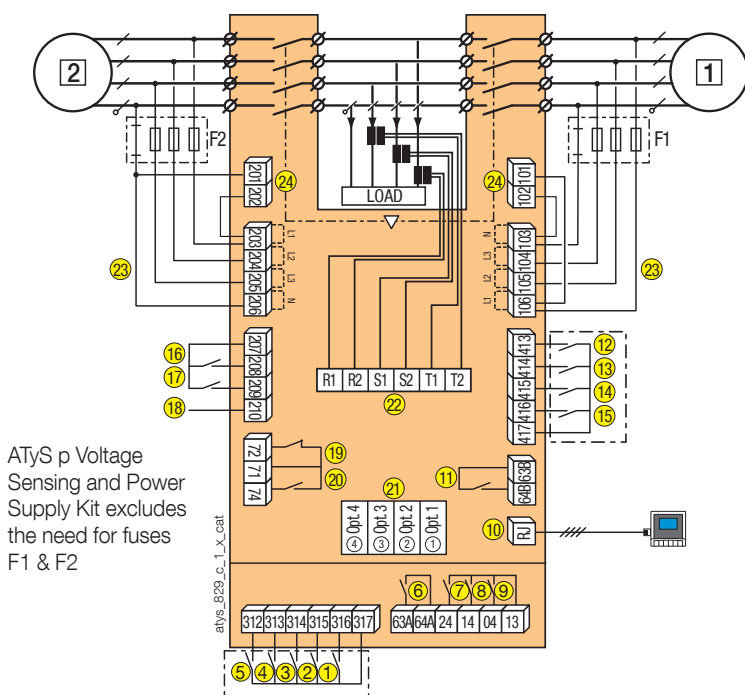 2
1
F2
F1
201
202
24
24
101
102
LOAD
203
204
205
206
L1
L2
L3
N
N
L3
L2
L1
103
104
105
106
23
23
16
17
18
207
208
209
210
R1 R2 S1 S2 T1 T2
22
413
414
415
416
417
12
13
14
15
ATyS p Voltage
Sensing and Power
Supply Kit excludes
the need for fuses
F1 & F2
72
71
74
19
20
21
11
63B
64B
Opt.4 Opt.3 Opt.2 Opt.1
4 3 2 1
10
RJ
atys_829_c_1_x_cat
6
7
8
9
312 313 314 315 316 317
63A 64A 24 14 04 13
5 4 3 2 1